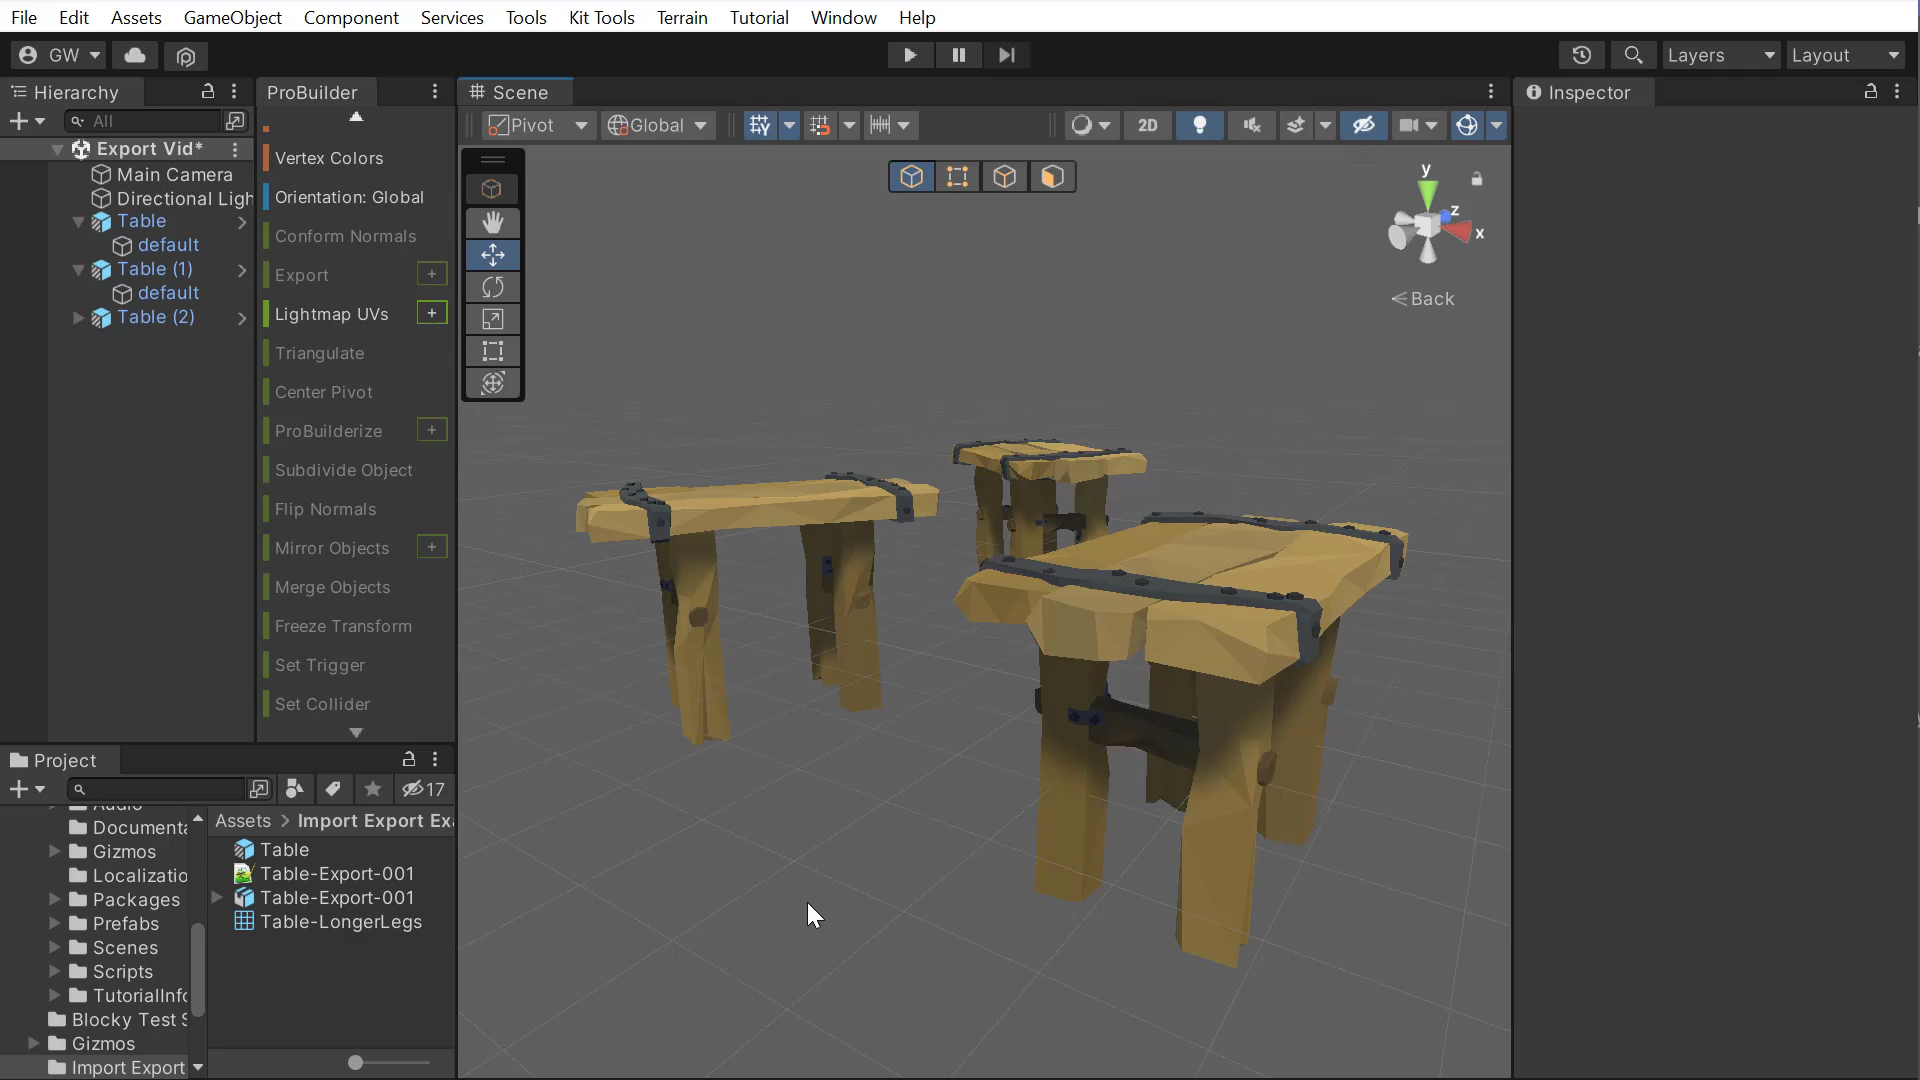 File Edit Assets GameObject Component Services Tools Kit Tools Terrain Tutorial Window Help
GW Layers Layout
Hierarchy ProBuilder Scene Inspector
All Pivot Global 2D
Export Vid*
Main Camera
Directional Ligh
Table
default
Table (1)
default
Table (2)
Vertex Colors
Orientation: Global
Conform Normals
Export +
Lightmap UVs +
Triangulate
Center Pivot
ProBuilderize +
Subdivide Object
Flip Normals
Mirror Objects +
Merge Objects
Freeze Transform
Set Trigger
Set Collider
y
z
x
Back
Project
17
Documenta
Gizmos
Localizatio
Packages
Prefabs
Scenes
Scripts
TutorialInfo
Blocky Test S
Gizmos
Import Export
Assets > Import Export Exa
Table
Table-Export-001
Table-Export-001
Table-LongerLegs